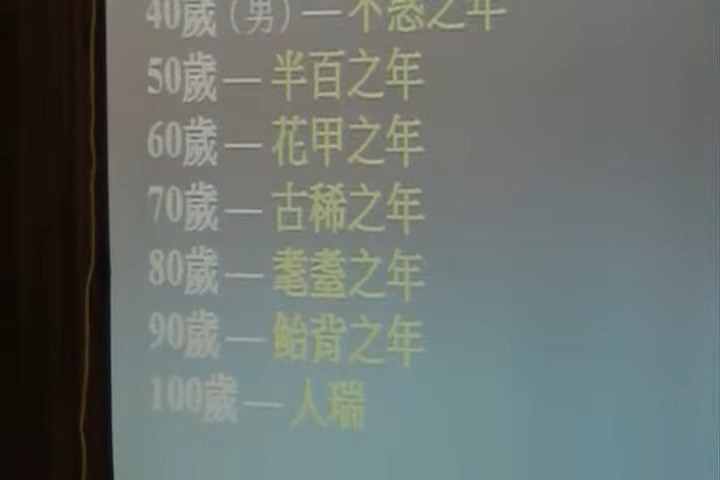 40歲（男）—不惑之年
50歲—半百之年
60歲—花甲之年
70歲—古稀之年
80歲—耄耋之年
90歲—鮐背之年
100歲—人瑞